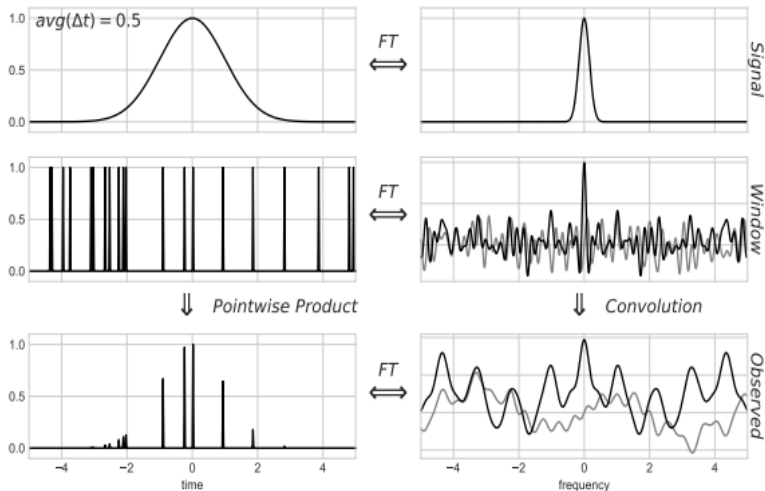 avg(Δt) = 0.5
1.0
0.5
0.0
FT
⇔
Signal
1.0
0.5
0.0
FT
⇔
Window
⇓ Pointwise Product
⇓ Convolution
1.0
0.5
0.0
−4 −2 0 2 4
time
FT
⇔
−4 −2 0 2 4
frequency
Observed